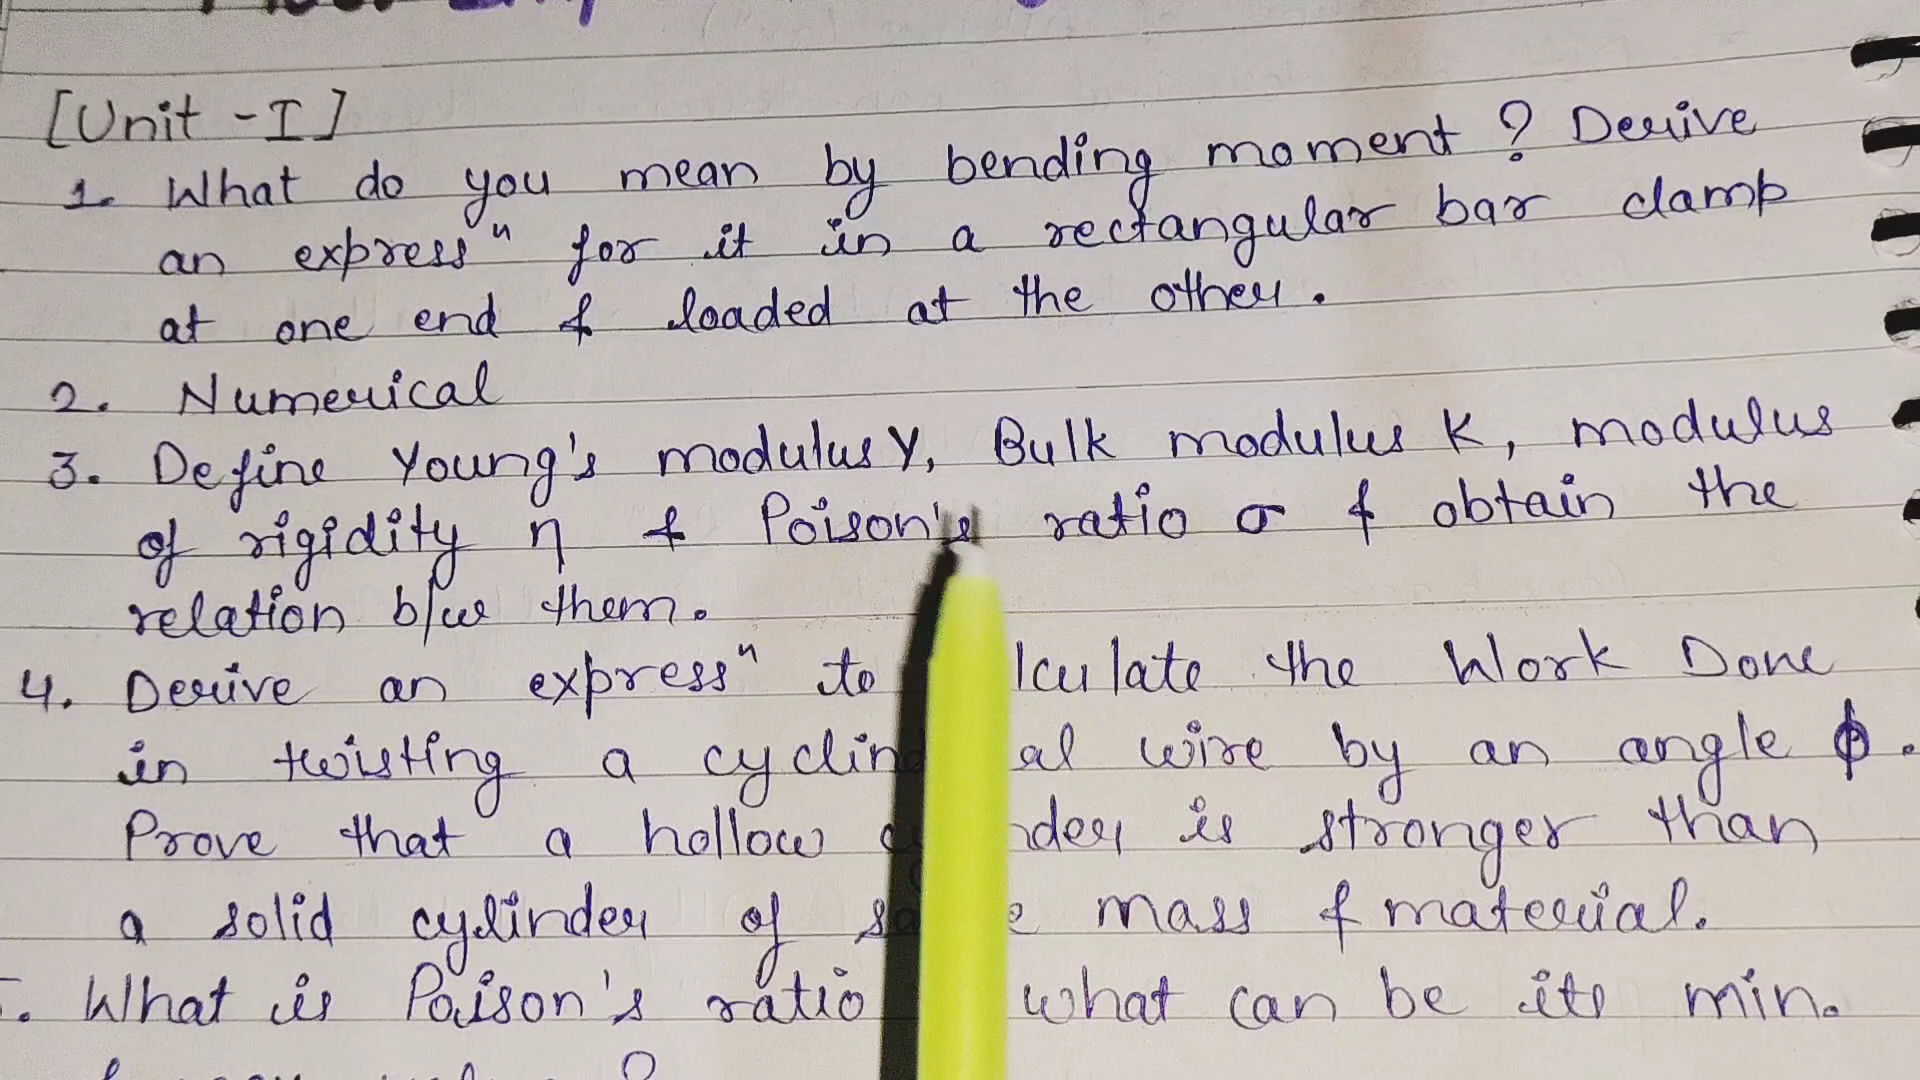 [Unit - I]
1. What do you mean by bending moment ? Derive
an expressⁿ for it in a rectangular bar clamp
at one end & loaded at the other.
2. Numerical
3. Define Young's modulus Y, Bulk modulus K, modulus
of rigidity η & Poison's ratio σ & obtain the
relation b/w them.
4. Derive an expressⁿ to lculate the Work Done
in twisting a cyclind al wire by an angle ϕ.
Prove that a hollow c nder is stronger than
a solid cylinder of sa e mass & material.
. What is Poison's ratio what can be its min.